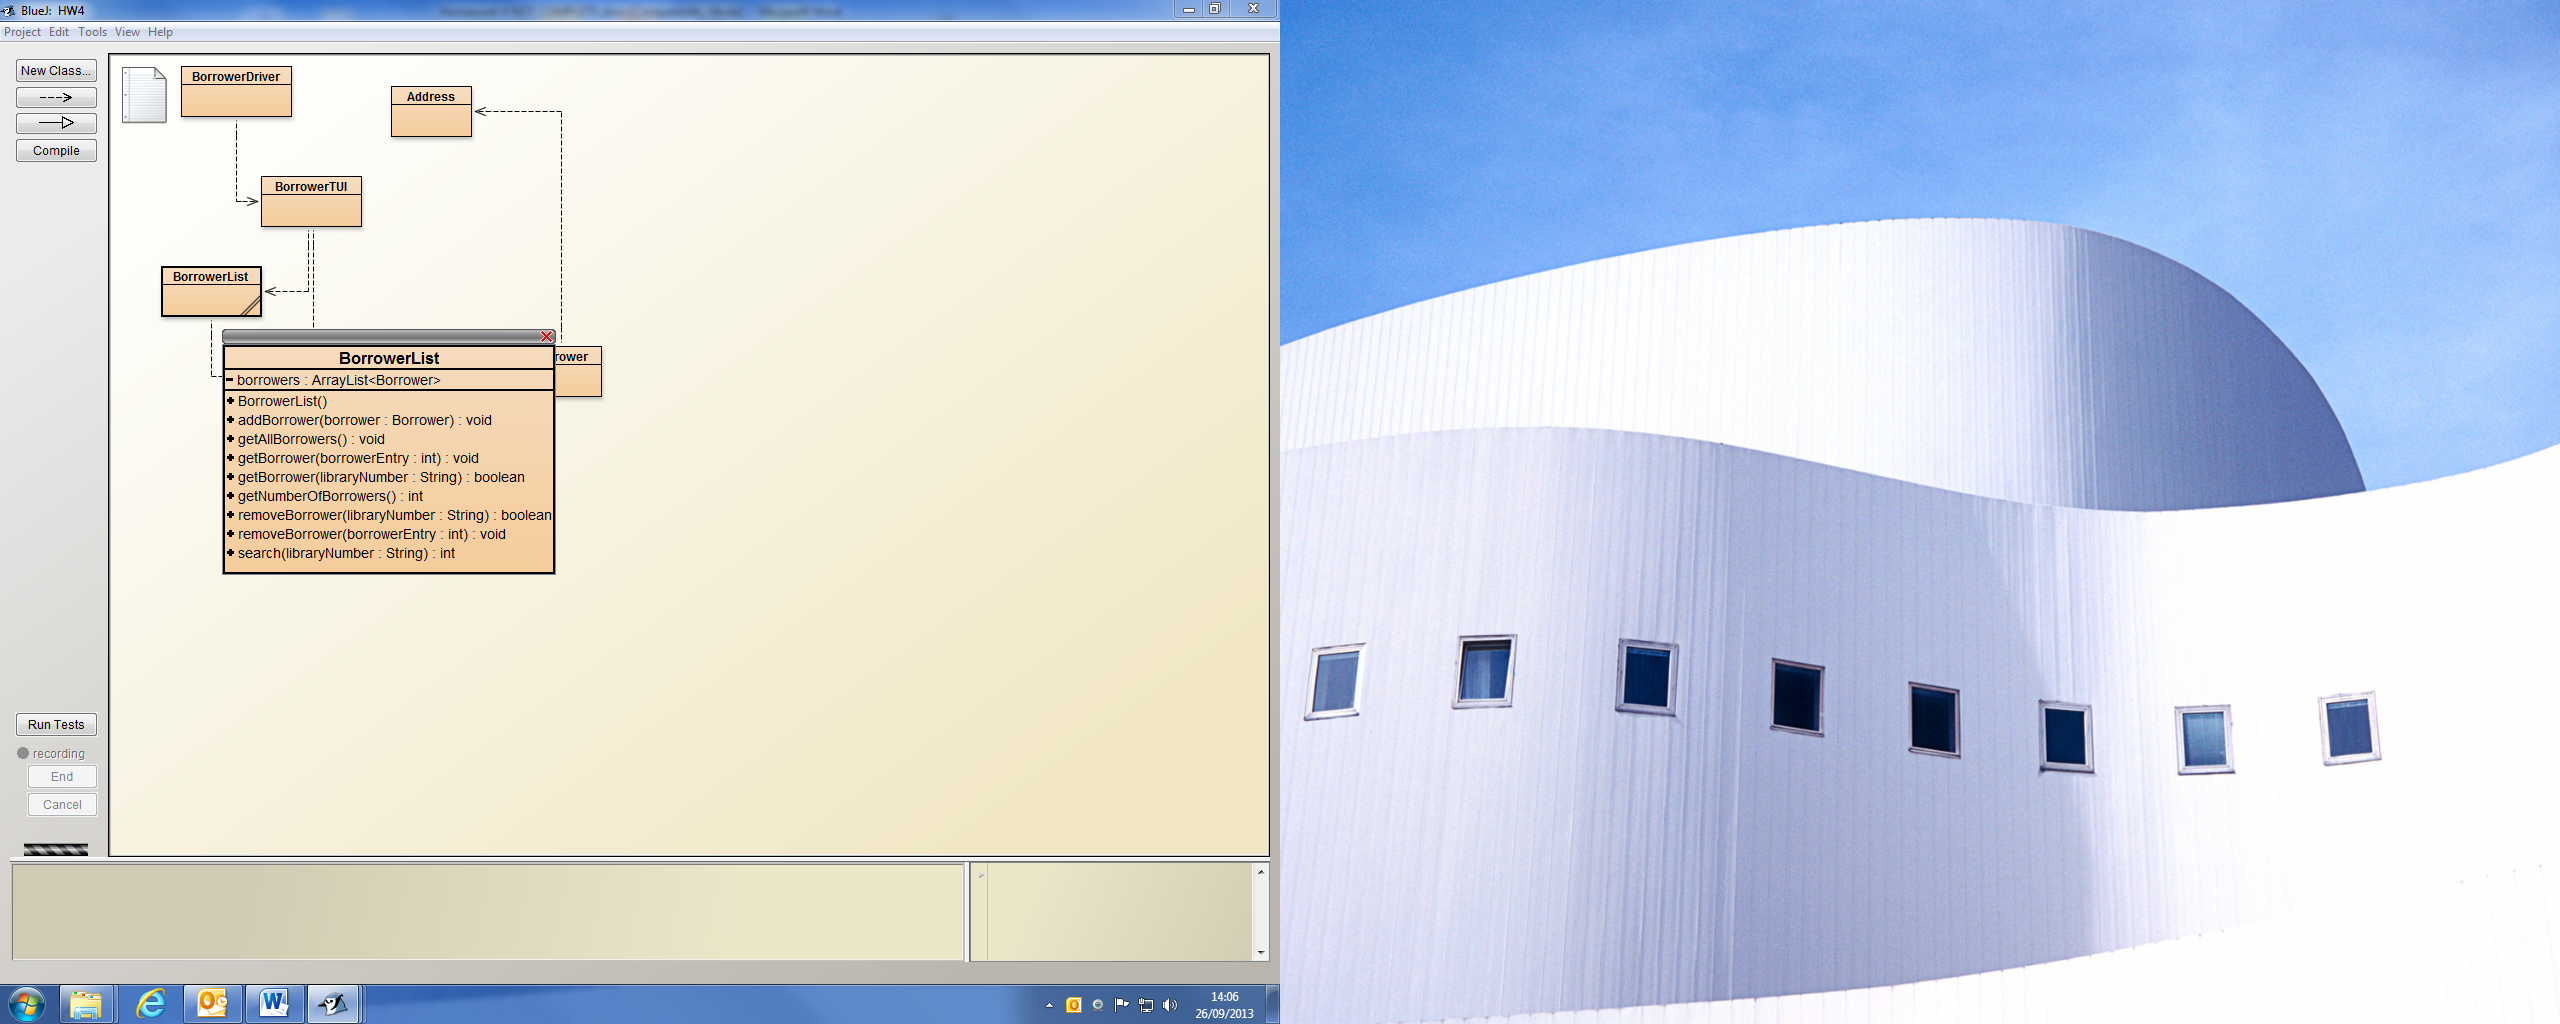 BlueJ: HW4
Project Edit Tools View Help
New Class...
Compile
BorrowerDriver
Address
BorrowerTUI
BorrowerList
rower
BorrowerList
borrowers : ArrayList<Borrower>
BorrowerList()
addBorrower(borrower : Borrower) : void
getAllBorrowers() : void
getBorrower(borrowerEntry : int) : void
getBorrower(libraryNumber : String) : boolean
getNumberOfBorrowers() : int
removeBorrower(libraryNumber : String) : boolean
removeBorrower(borrowerEntry : int) : void
search(libraryNumber : String) : int
Run Tests
recording
End
Cancel
14:06
26/09/2013